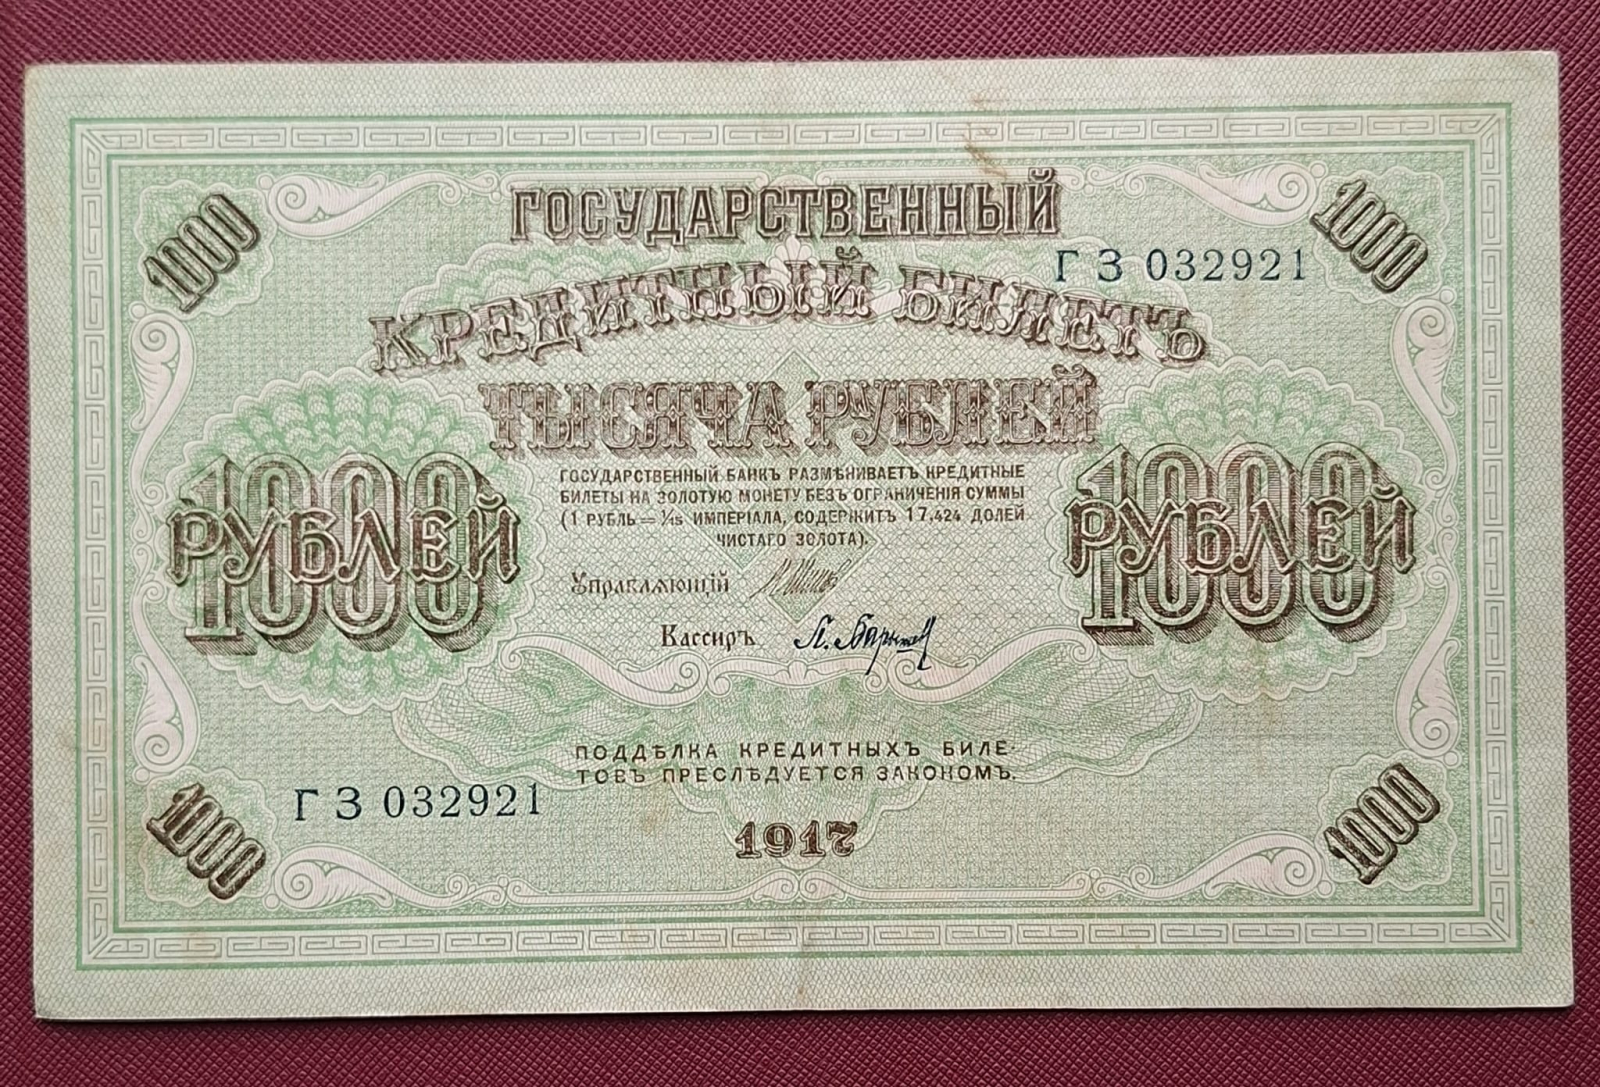 1000
1000
ГОСУДАРСТВЕННЫЙ
Г З 032921
КРЕДИТНЫЙ БИЛЕТЪ
ТЫСЯЧА РУБЛЕЙ
1000
РУБЛЕЙ
1000
РУБЛЕЙ
ГОСУДАРСТВЕННЫЙ БАНКЪ РАЗМѢНИВАЕТЪ КРЕДИТНЫЕ
БИЛЕТЫ НА ЗОЛОТУЮ МОНЕТУ БЕЗЪ ОГРАНИЧЕНІЯ СУММЫ
(1 РУБЛЬ = 1/15 ИМПЕРІАЛА, СОДЕРЖИТЪ 17,424 ДОЛЕЙ
ЧИСТАГО ЗОЛОТА).
Управляющій
Кассиръ
ПОДДѢЛКА КРЕДИТНЫХЪ БИЛЕ-
ТОВЪ ПРЕСЛѢДУЕТСЯ ЗАКОНОМЪ.
Г З 032921
1917
1000
1000